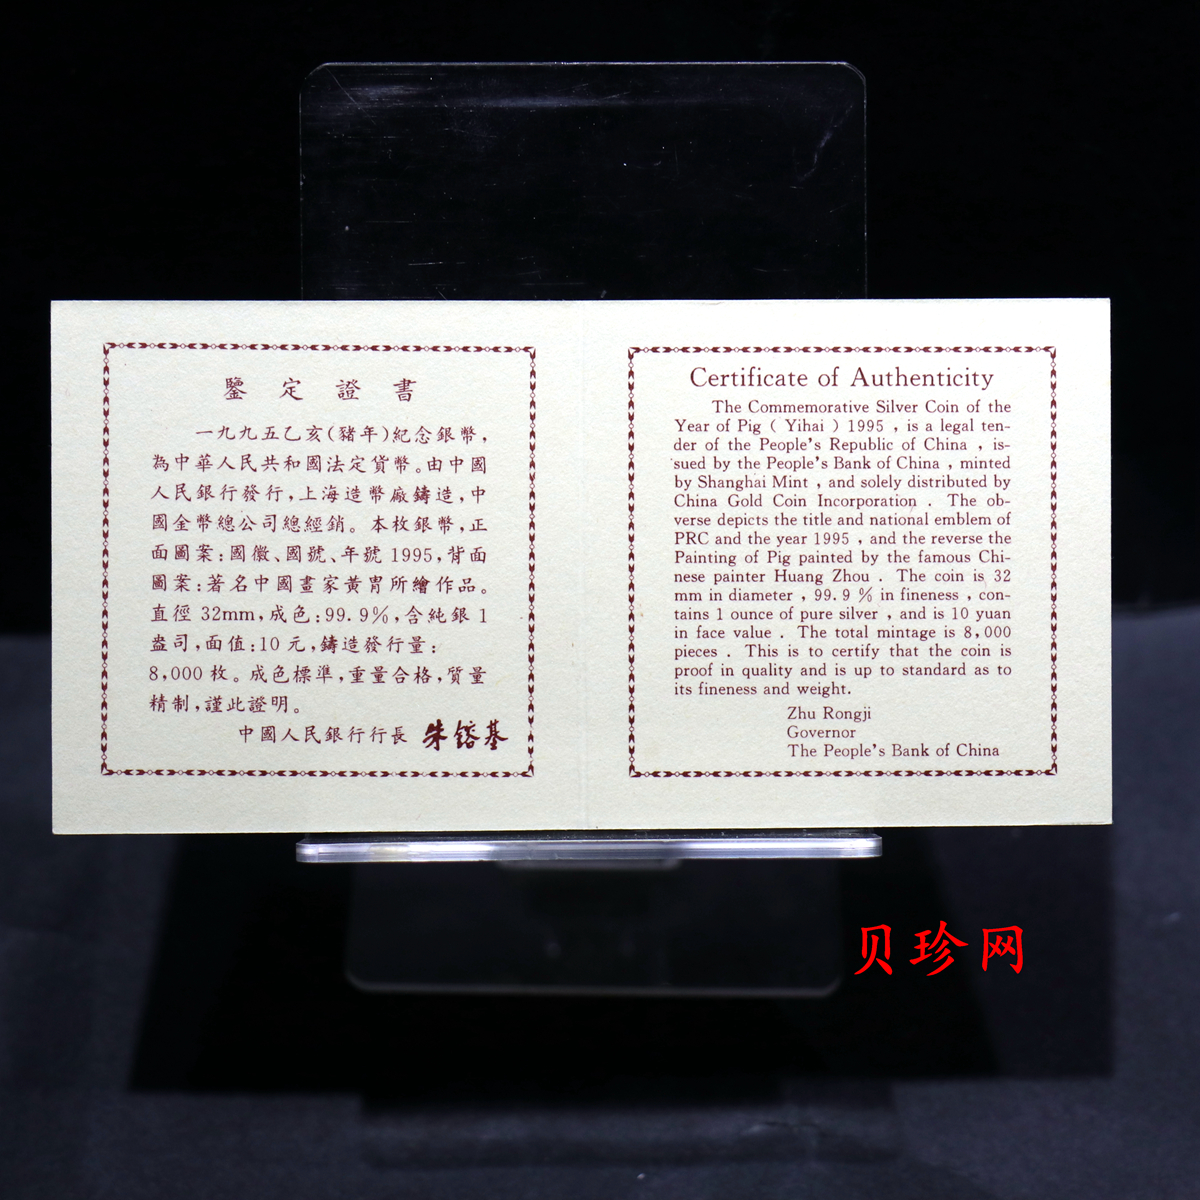 鑒定證書
一九九五乙亥(豬年)紀念銀幣,
為中華人民共和國法定貨幣。由中國
人民銀行發行,上海造幣廠鑄造,中
國金幣總公司總經銷。本枚銀幣,正
面圖案:國徽、國號、年號1995,背面
圖案:著名中國畫家黃胄所繪作品。
直徑32mm,成色:99.9%,含純銀1
盎司,面值:10元,鑄造發行量:
8,000枚。成色標準,重量合格,質量
精制,謹此證明。
中國人民銀行行長 朱鎔基
Certificate of Authenticity
The Commemorative Silver Coin of the
Year of Pig ( Yihai ) 1995 , is a legal ten-
der of the People's Republic of China , is-
sued by the People's Bank of China , minted
by Shanghai Mint , and solely distributed by
China Gold Coin Incorporation . The ob-
verse depicts the title and national emblem of
PRC and the year 1995 , and the reverse the
Painting of Pig painted by the famous Chi-
nese painter Huang Zhou . The coin is 32
mm in diameter , 99.9 % in fineness , con-
tains 1 ounce of pure silver , and is 10 yuan
in face value . The total mintage is 8,000
pieces . This is to certify that the coin is
proof in quality and is up to standard as to
its fineness and weight.
Zhu Rongji
Governor
The People's Bank of China
贝珍网